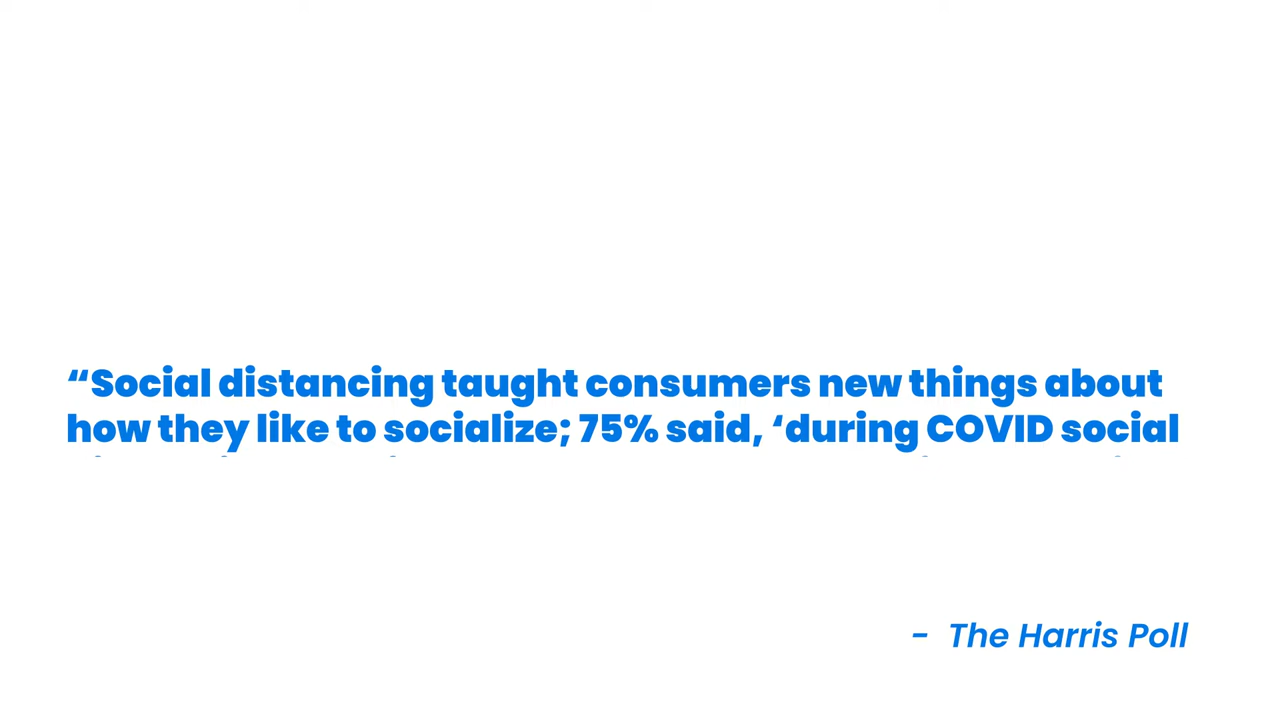 “Social distancing taught consumers new things about
how they like to socialize; 75% said, ‘during COVID social
- The Harris Poll